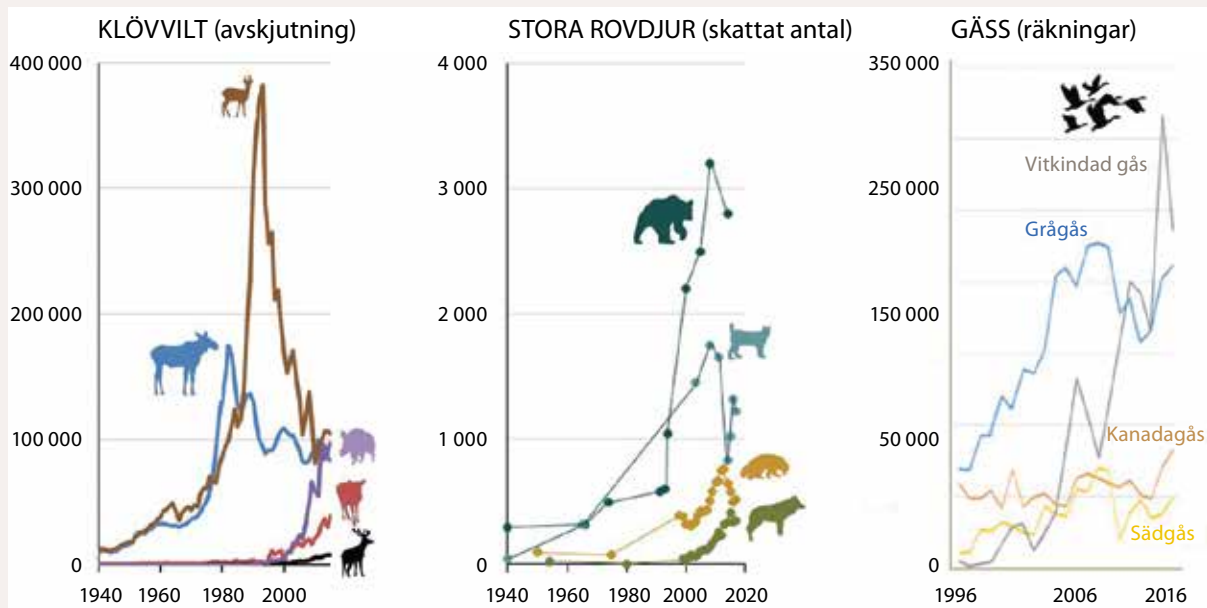 KLÖVVILT (avskjutning)
400 000
300 000
200 000
100 000
0
1940 1960 1980 2000
STORA ROVDJUR (skattat antal)
4 000
3 000
2 000
1 000
0
1940 1960 1980 2000 2020
GÄSS (räkningar)
350 000
250 000
150 000
50 000
0
Vitkindad gås
Grågås
Kanadagås
Sädgås
1996 2006 2016